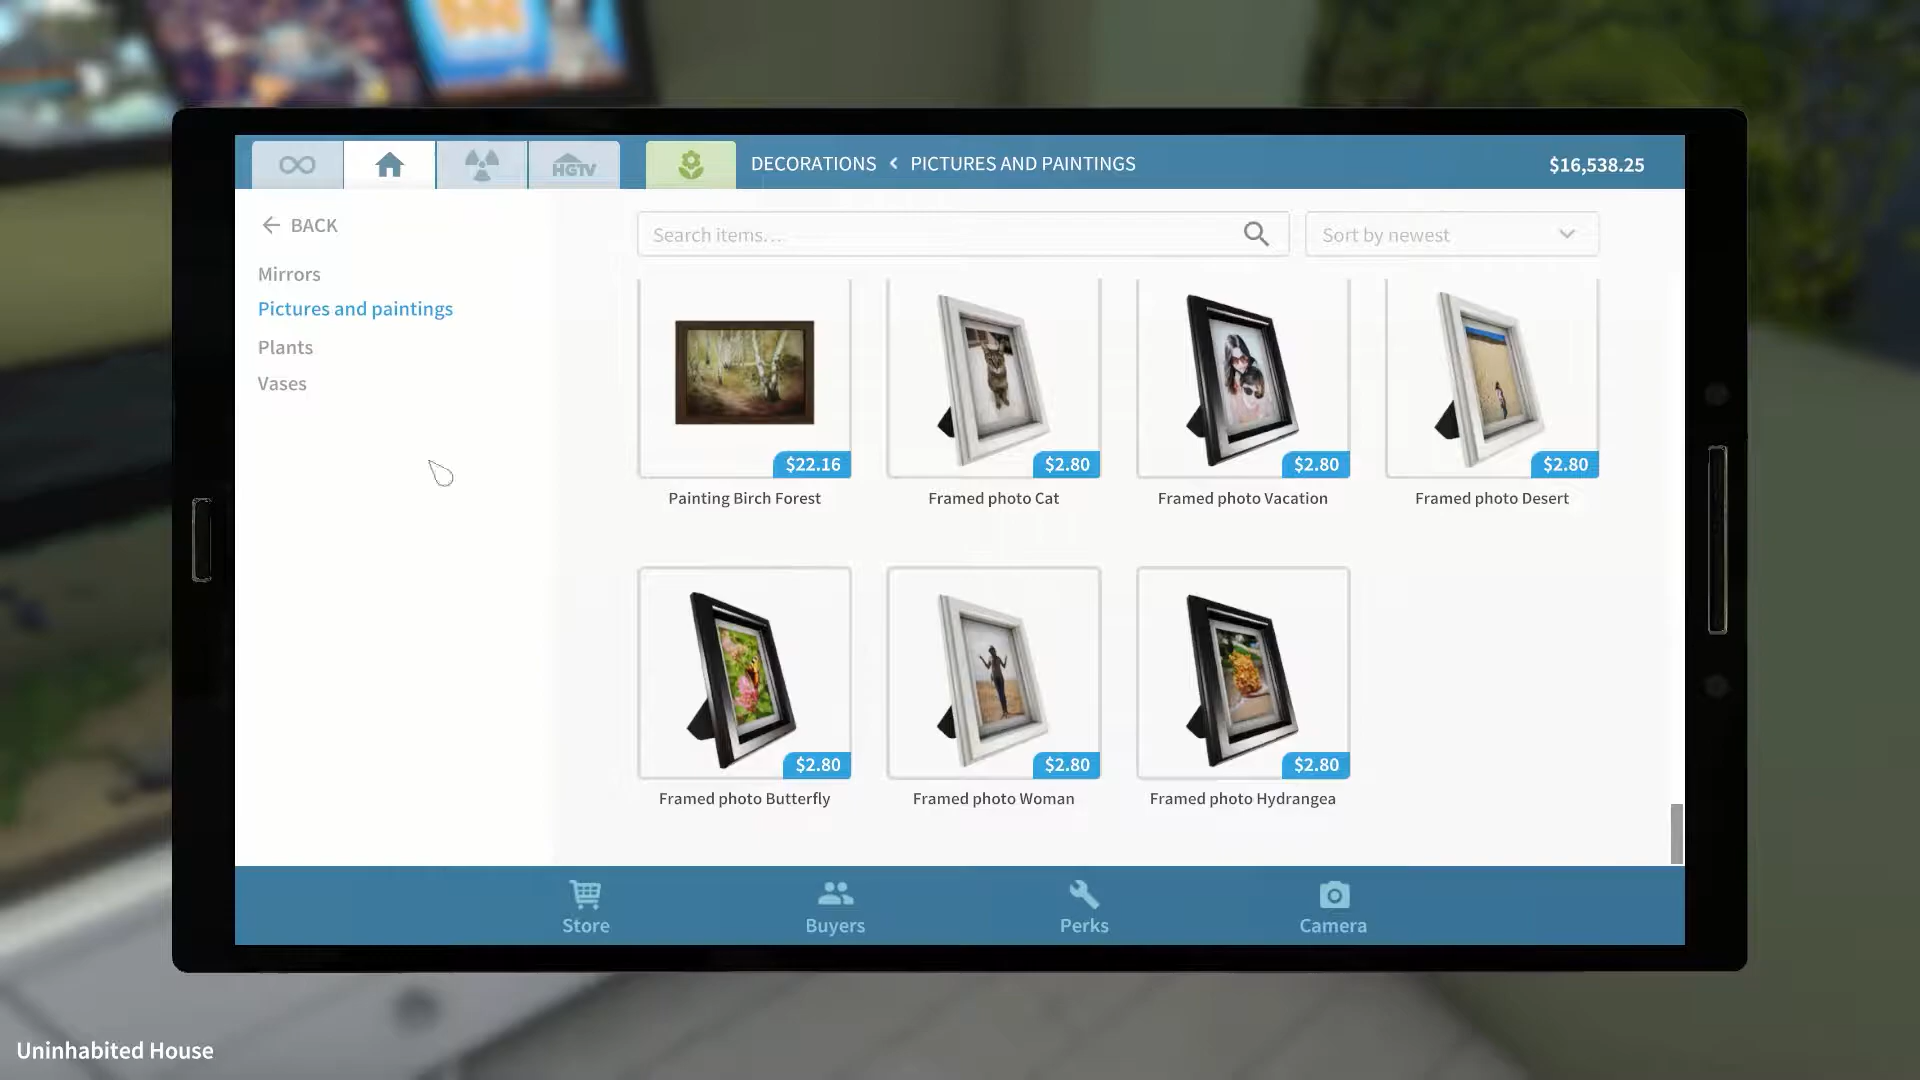 HGTV
DECORATIONS < PICTURES AND PAINTINGS
$16,538.25
BACK
Search items...
Sort by newest
Mirrors
Pictures and paintings
Plants
Vases
$22.16
$2.80
$2.80
$2.80
Painting Birch Forest
Framed photo Cat
Framed photo Vacation
Framed photo Desert
$2.80
$2.80
$2.80
Framed photo Butterfly
Framed photo Woman
Framed photo Hydrangea
Store
Buyers
Perks
Camera
Uninhabited House